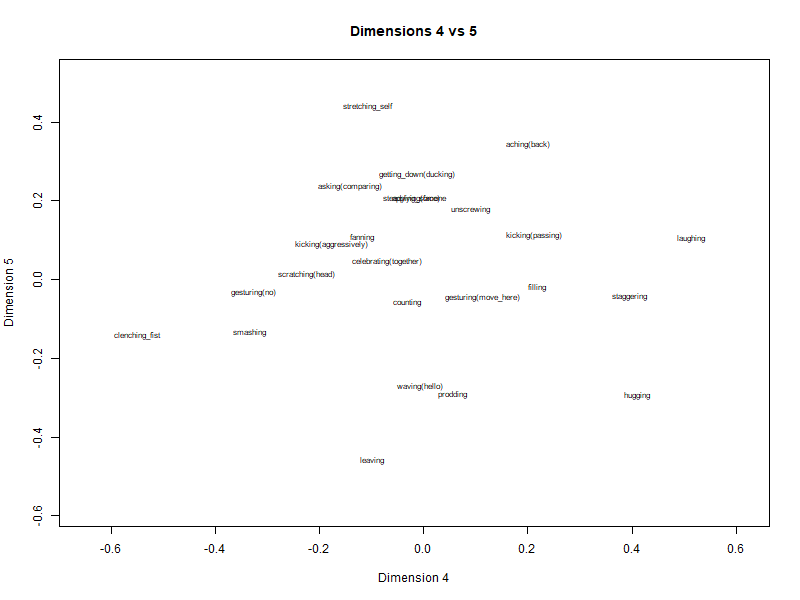 Dimensions 4 vs 5
stretching_self
0.4
aching(back)
getting_down(ducking)
asking(comparing)
0.2
unscrewing
fanning
kicking(passing)
laughing
kicking(aggressively)
celebrating(together)
scratching(head)
0.0
filling
gesturing(no)
gesturing(move_here)
staggering
counting
clenching_fist
smashing
-0.2
waving(hello)
prodding
hugging
-0.4
leaving
-0.6
Dimension 5
-0.6 -0.4 -0.2 0.0 0.2 0.4 0.6
Dimension 4